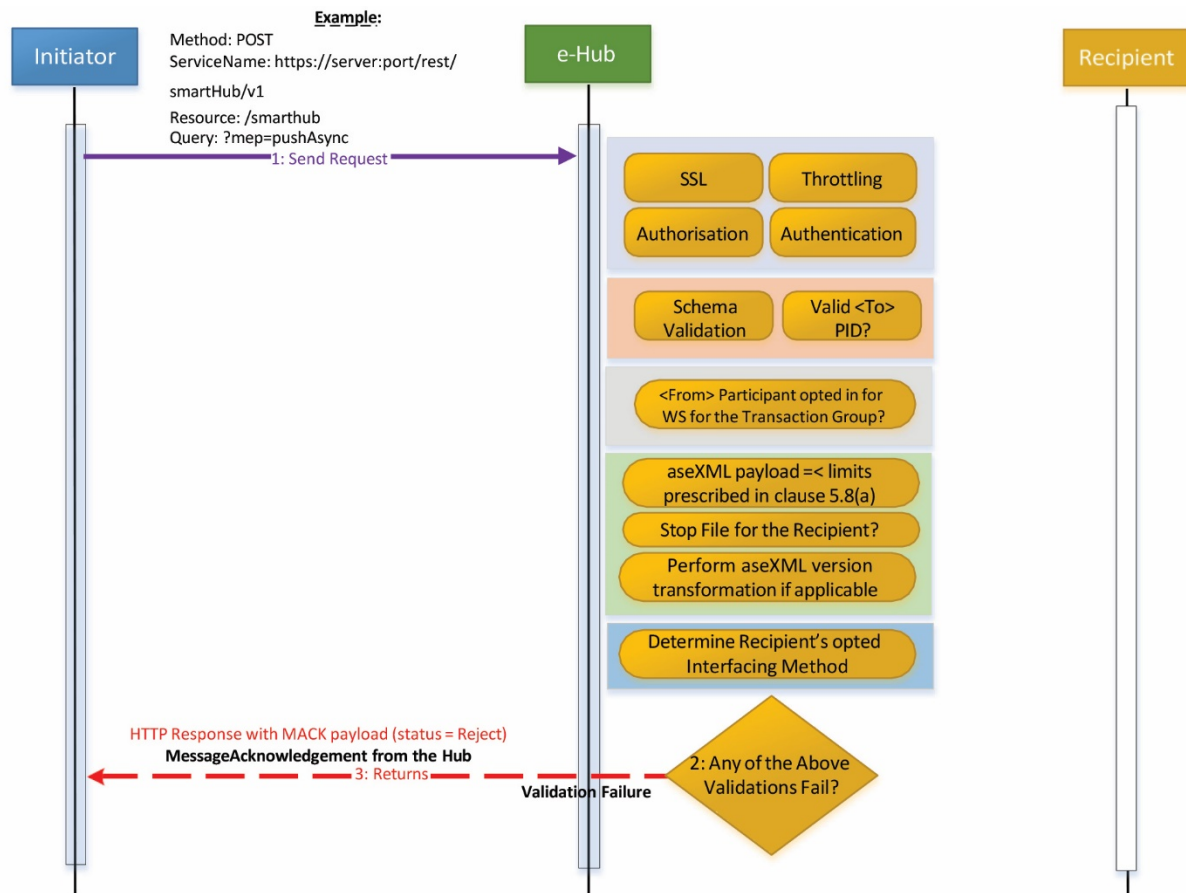 Example:
Method: POST
ServiceName: https://server:port/rest/
smartHub/v1
Resource: /smarthub
Query: ?mep=pushAsync
Initiator
e-Hub
Recipient
1: Send Request
SSL
Throttling
Authorisation
Authentication
Schema
Validation
Valid <To>
PID?
<From> Participant opted in for
WS for the Transaction Group?
aseXML payload =< limits
prescribed in clause 5.8(a)
Stop File for the Recipient?
Perform aseXML version
transformation if applicable
Determine Recipient’s opted
Interfacing Method
2: Any of the Above
Validations Fail?
HTTP Response with MACK payload (status = Reject)
MessageAcknowledgement from the Hub
3: Returns
Validation Failure